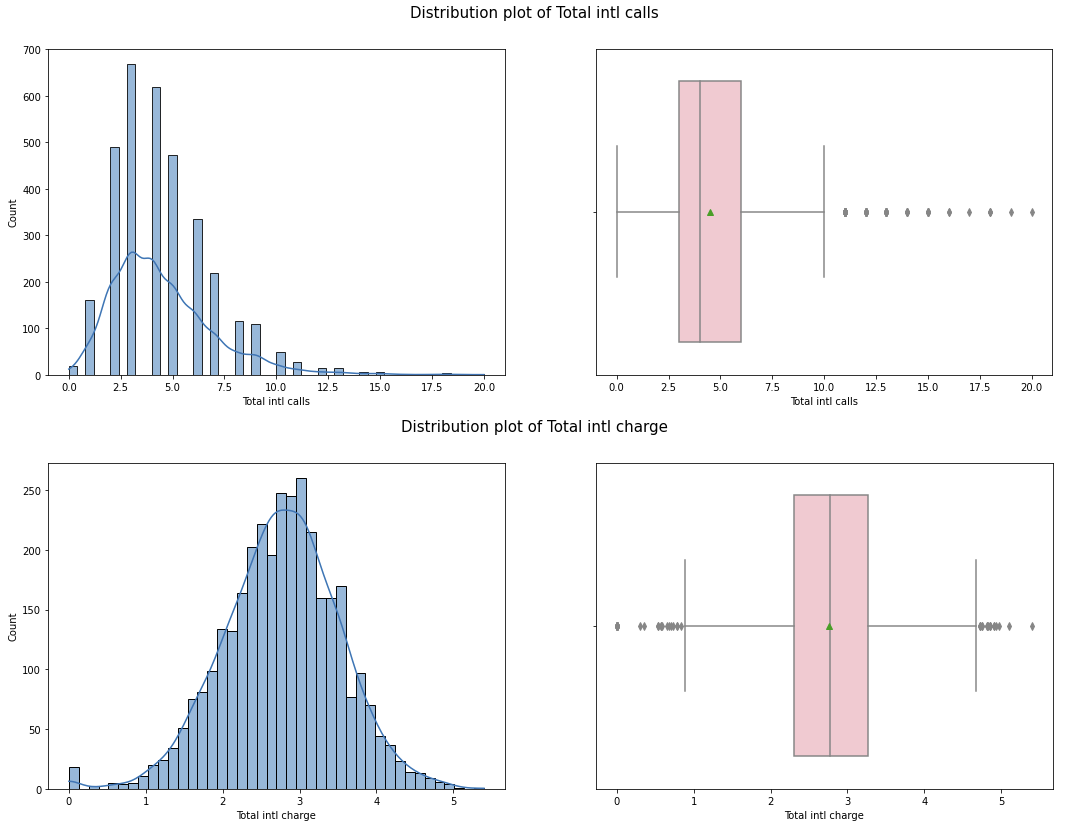 Distribution plot of Total intl calls
700
600
500
400
300
200
100
0
Count
0.0 2.5 5.0 7.5 10.0 12.5 15.0 17.5 20.0
Total intl calls
0.0 2.5 5.0 7.5 10.0 12.5 15.0 17.5 20.0
Total intl calls
Distribution plot of Total intl charge
250
200
150
100
50
0
Count
0 1 2 3 4 5
Total intl charge
0 1 2 3 4 5
Total intl charge